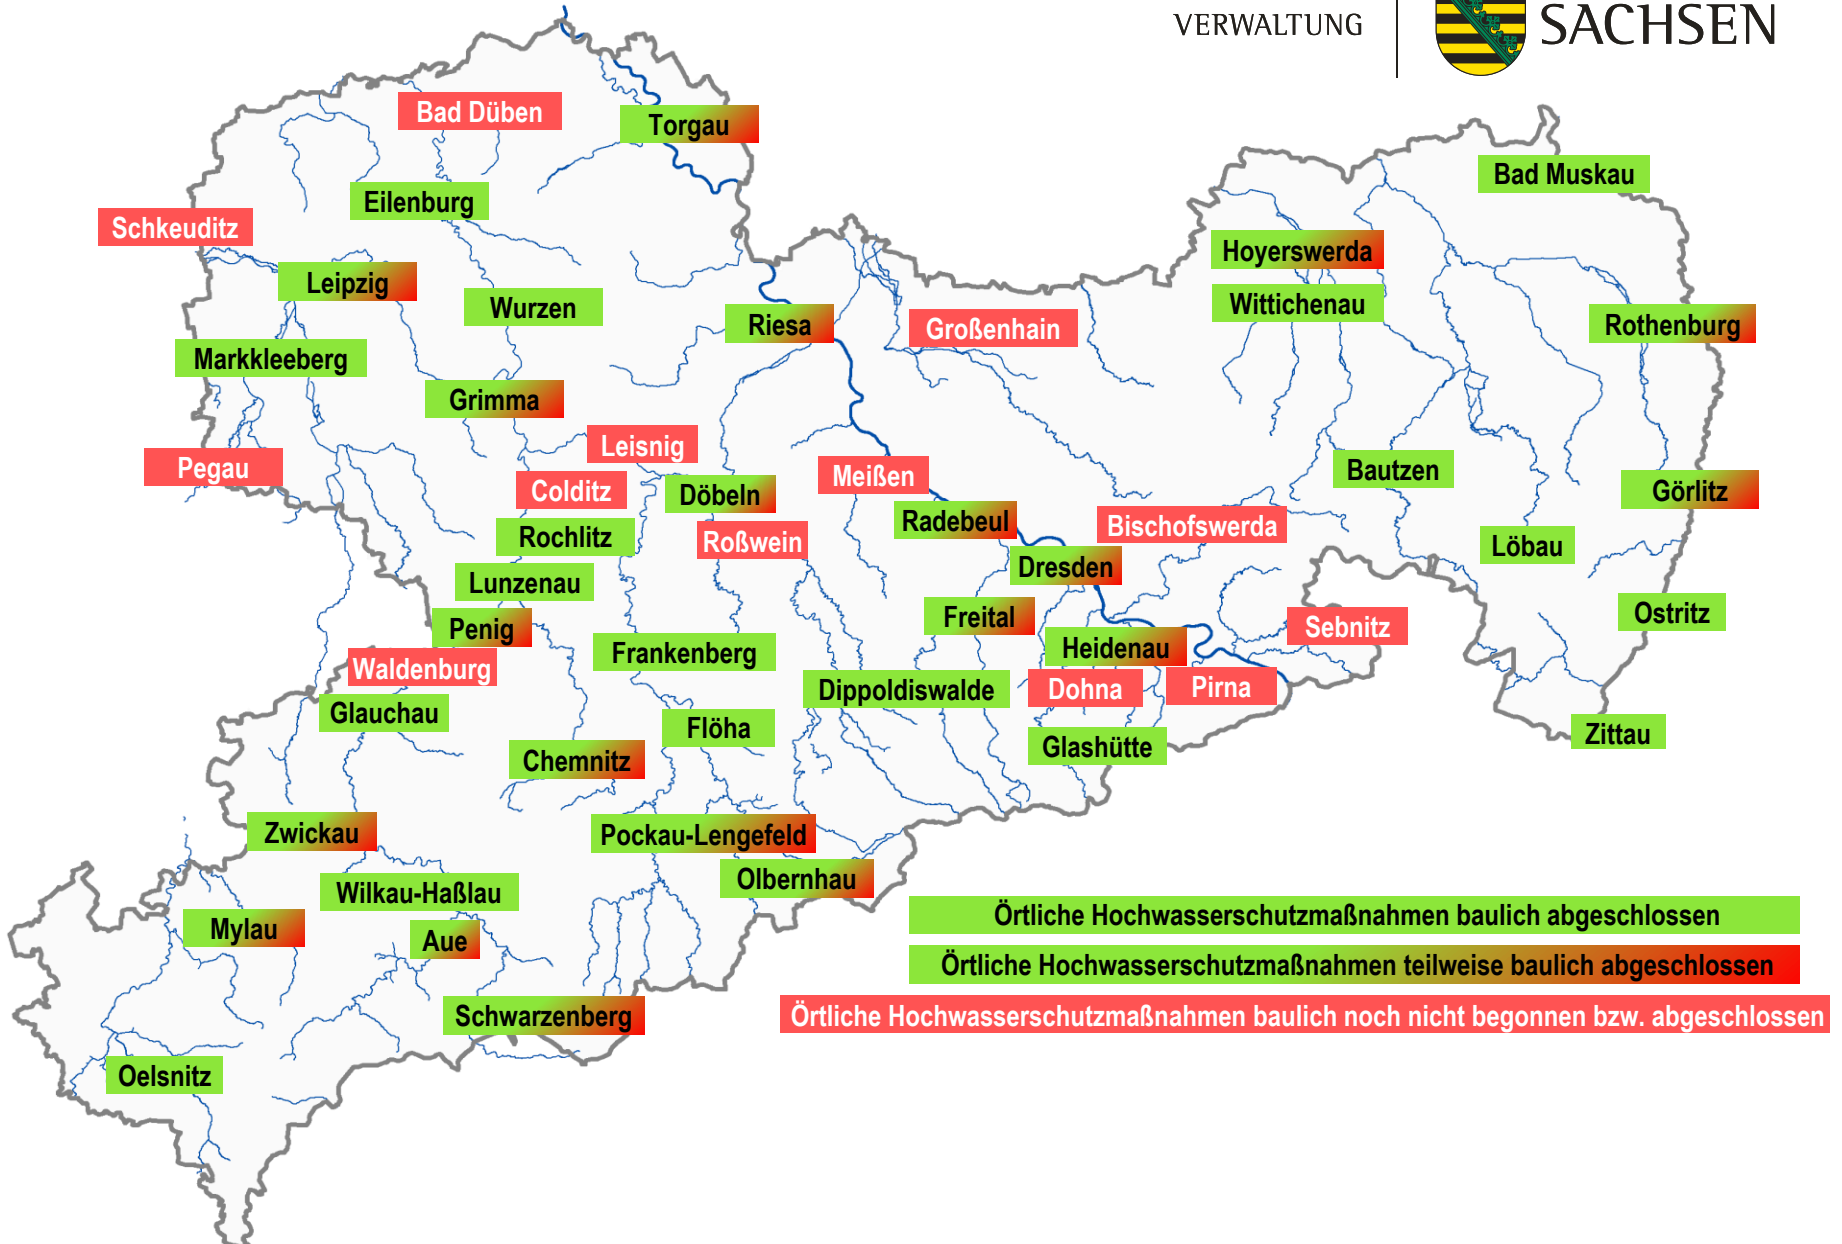 VERWALTUNG
SACHSEN
Bad Düben
Torgau
Bad Muskau
Eilenburg
Schkeuditz
Hoyerswerda
Leipzig
Wurzen
Wittichenau
Riesa
Großenhain
Rothenburg
Markkleeberg
Grimma
Leisnig
Pegau
Bautzen
Meißen
Colditz
Döbeln
Görlitz
Radebeul
Bischofswerda
Rochlitz
Roßwein
Löbau
Dresden
Lunzenau
Ostritz
Freital
Penig
Sebnitz
Heidenau
Frankenberg
Waldenburg
Dippoldiswalde
Dohna
Pirna
Glauchau
Flöha
Zittau
Glashütte
Chemnitz
Zwickau
Pockau-Lengefeld
Olbernhau
Wilkau-Haßlau
Mylau
Aue
Schwarzenberg
Oelsnitz
Örtliche Hochwasserschutzmaßnahmen baulich abgeschlossen
Örtliche Hochwasserschutzmaßnahmen teilweise baulich abgeschlossen
Örtliche Hochwasserschutzmaßnahmen baulich noch nicht begonnen bzw. abgeschlossen